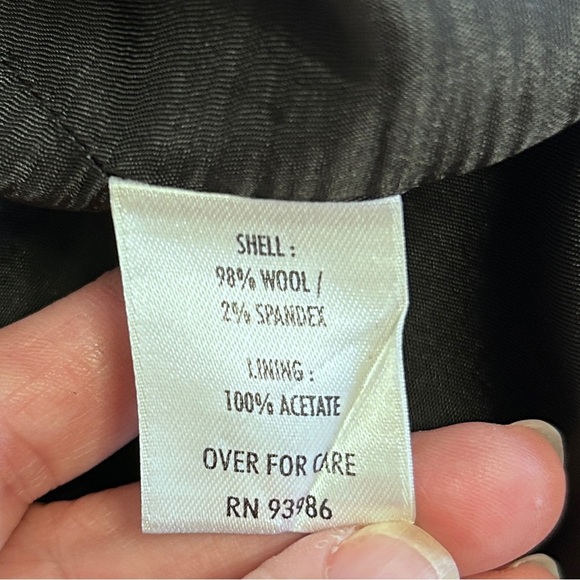 SHELL :
98% WOOL /
2% SPANDEX
LINING :
100% ACETATE
OVER FOR CARE
RN 93986